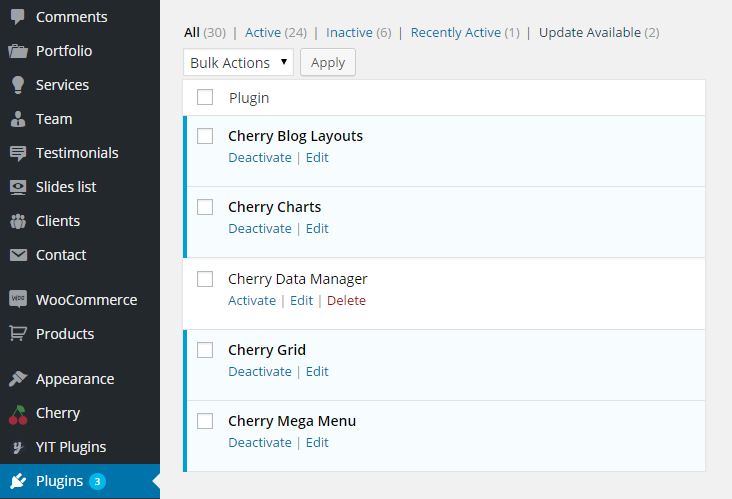 Comments
Portfolio
Services
Team
Testimonials
Slides list
Clients
Contact
Woo WooCommerce
Products
Appearance
Cherry
YIT Plugins
Plugins 3
All (30) | Active (24) | Inactive (6) | Recently Active (1) | Update Available (2)
Bulk Actions Apply
Plugin
Cherry Blog Layouts
Deactivate | Edit
Cherry Charts
Deactivate | Edit
Cherry Data Manager
Activate | Edit | Delete
Cherry Grid
Deactivate | Edit
Cherry Mega Menu
Deactivate | Edit